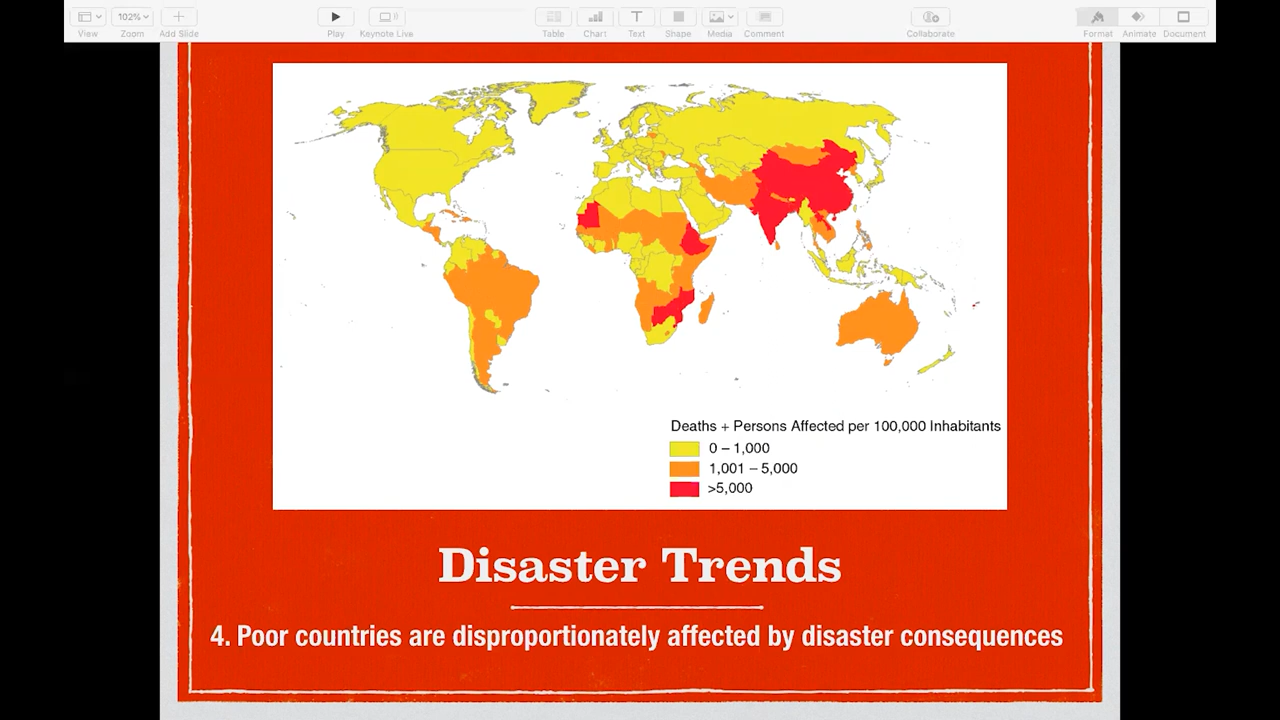 102%
View
Zoom
Add Slide
Play
Keynote Live
Table
Chart
Text
Shape
Media
Comment
Collaborate
Format
Animate
Document
Deaths + Persons Affected per 100,000 Inhabitants
0 – 1,000
1,001 – 5,000
>5,000
Disaster Trends
4. Poor countries are disproportionately affected by disaster consequences